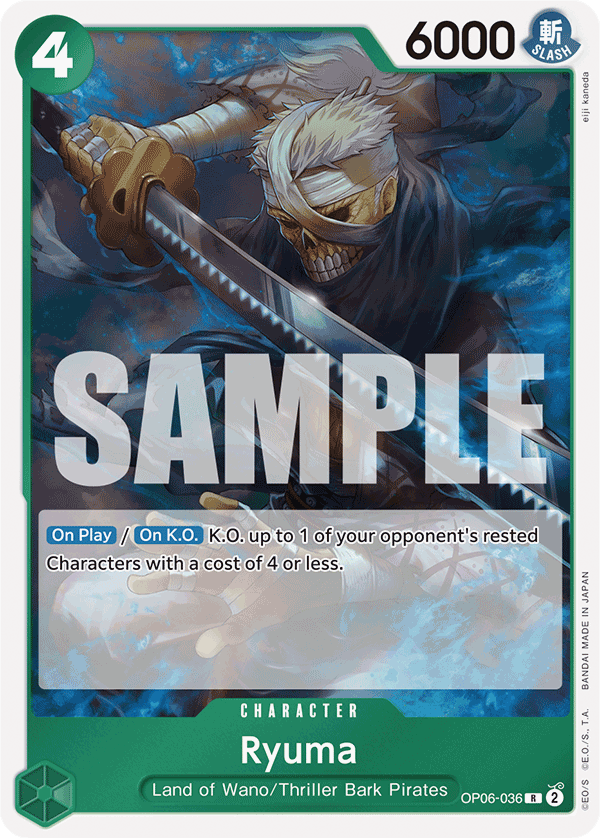 4
6000
斬
SLASH
eiji kaneda
SAMPLE
On Play / On K.O. K.O. up to 1 of your opponent's rested
Characters with a cost of 4 or less.
©EO/S ©E.O./S., T.A. BANDAI MADE IN JAPAN
CHARACTER
Ryuma
Land of Wano/Thriller Bark Pirates
OP06-036 R 2